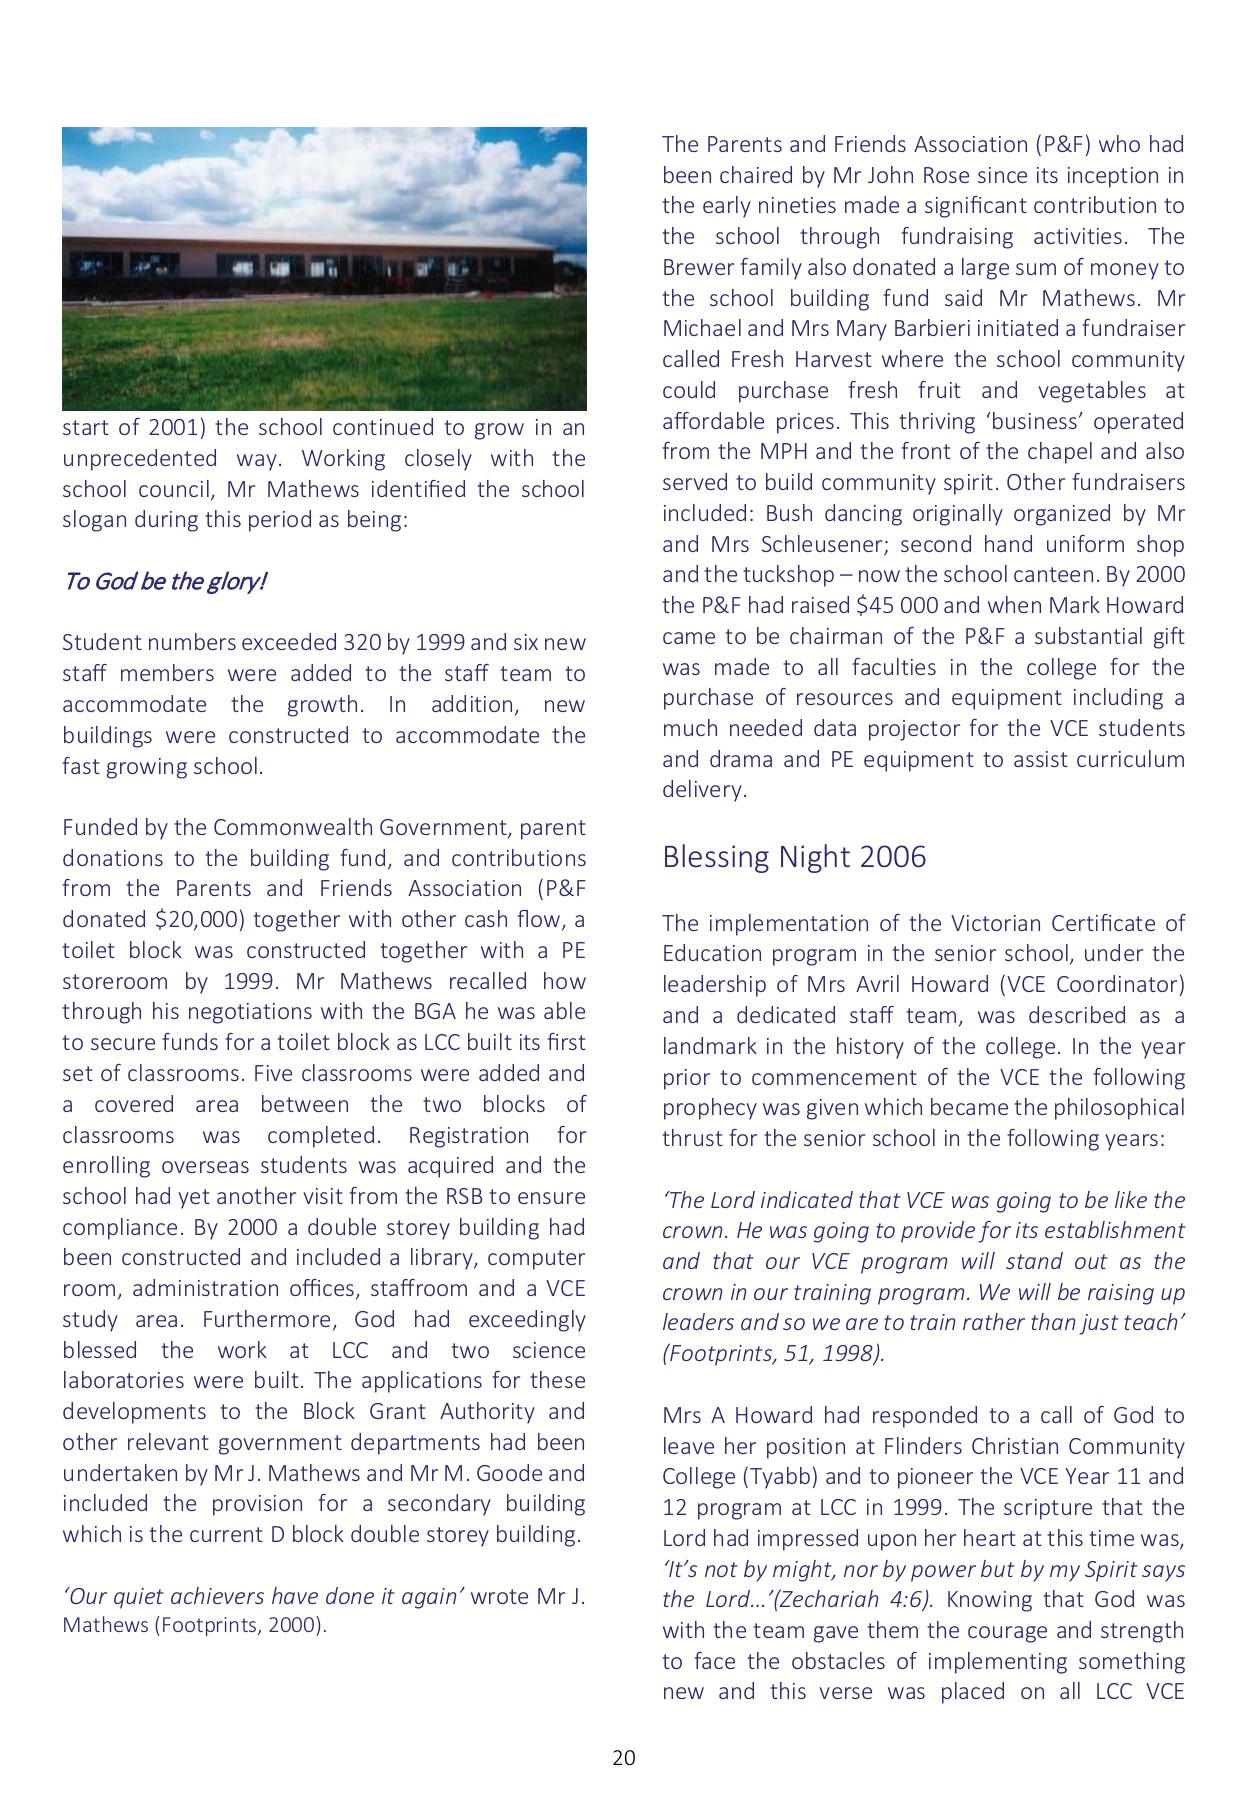 start of 2001) the school continued to grow in an
unprecedented way. Working closely with the
school council, Mr Mathews identified the school
slogan during this period as being:
To God be the glory!
Student numbers exceeded 320 by 1999 and six new
staff members were added to the staff team to
accommodate the growth. In addition, new
buildings were constructed to accommodate the
fast growing school.
Funded by the Commonwealth Government, parent
donations to the building fund, and contributions
from the Parents and Friends Association (P&F
donated $20,000) together with other cash flow, a
toilet block was constructed together with a PE
storeroom by 1999. Mr Mathews recalled how
through his negotiations with the BGA he was able
to secure funds for a toilet block as LCC built its first
set of classrooms. Five classrooms were added and
a covered area between the two blocks of
classrooms was completed. Registration for
enrolling overseas students was acquired and the
school had yet another visit from the RSB to ensure
compliance. By 2000 a double storey building had
been constructed and included a library, computer
room, administration offices, staffroom and a VCE
study area. Furthermore, God had exceedingly
blessed the work at LCC and two science
laboratories were built. The applications for these
developments to the Block Grant Authority and
other relevant government departments had been
undertaken by Mr J. Mathews and Mr M. Goode and
included the provision for a secondary building
which is the current D block double storey building.
‘Our quiet achievers have done it again’ wrote Mr J.
Mathews (Footprints, 2000).
The Parents and Friends Association (P&F) who had
been chaired by Mr John Rose since its inception in
the early nineties made a significant contribution to
the school through fundraising activities. The
Brewer family also donated a large sum of money to
the school building fund said Mr Mathews. Mr
Michael and Mrs Mary Barbieri initiated a fundraiser
called Fresh Harvest where the school community
could purchase fresh fruit and vegetables at
affordable prices. This thriving ‘business’ operated
from the MPH and the front of the chapel and also
served to build community spirit. Other fundraisers
included: Bush dancing originally organized by Mr
and Mrs Schleusener; second hand uniform shop
and the tuckshop – now the school canteen. By 2000
the P&F had raised $45 000 and when Mark Howard
came to be chairman of the P&F a substantial gift
was made to all faculties in the college for the
purchase of resources and equipment including a
much needed data projector for the VCE students
and drama and PE equipment to assist curriculum
delivery.
Blessing Night 2006
The implementation of the Victorian Certificate of
Education program in the senior school, under the
leadership of Mrs Avril Howard (VCE Coordinator)
and a dedicated staff team, was described as a
landmark in the history of the college. In the year
prior to commencement of the VCE the following
prophecy was given which became the philosophical
thrust for the senior school in the following years:
‘The Lord indicated that VCE was going to be like the
crown. He was going to provide for its establishment
and that our VCE program will stand out as the
crown in our training program. We will be raising up
leaders and so we are to train rather than just teach’
(Footprints, 51, 1998).
Mrs A Howard had responded to a call of God to
leave her position at Flinders Christian Community
College (Tyabb) and to pioneer the VCE Year 11 and
12 program at LCC in 1999. The scripture that the
Lord had impressed upon her heart at this time was,
‘It’s not by might, nor by power but by my Spirit says
the Lord…’(Zechariah 4:6). Knowing that God was
with the team gave them the courage and strength
to face the obstacles of implementing something
new and this verse was placed on all LCC VCE
20